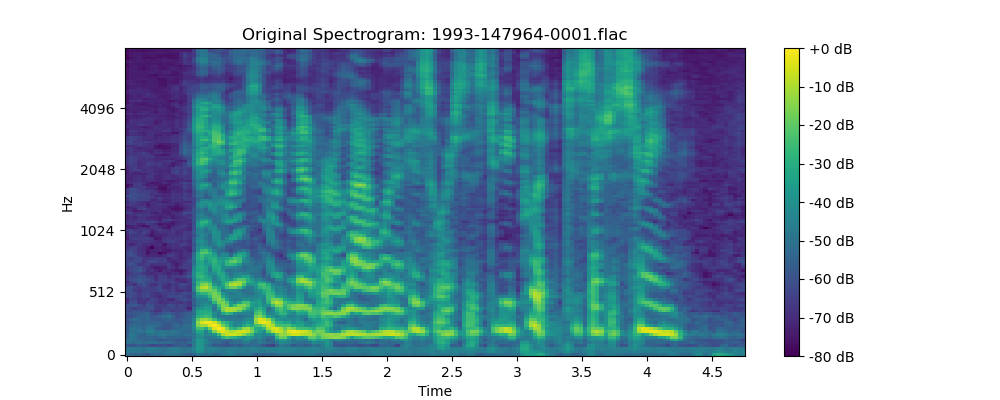 Original Spectrogram: 1993-147964-0001.flac
Hz
4096
2048
1024
512
0
0 0.5 1 1.5 2 2.5 3 3.5 4 4.5
Time
+0 dB
-10 dB
-20 dB
-30 dB
-40 dB
-50 dB
-60 dB
-70 dB
-80 dB